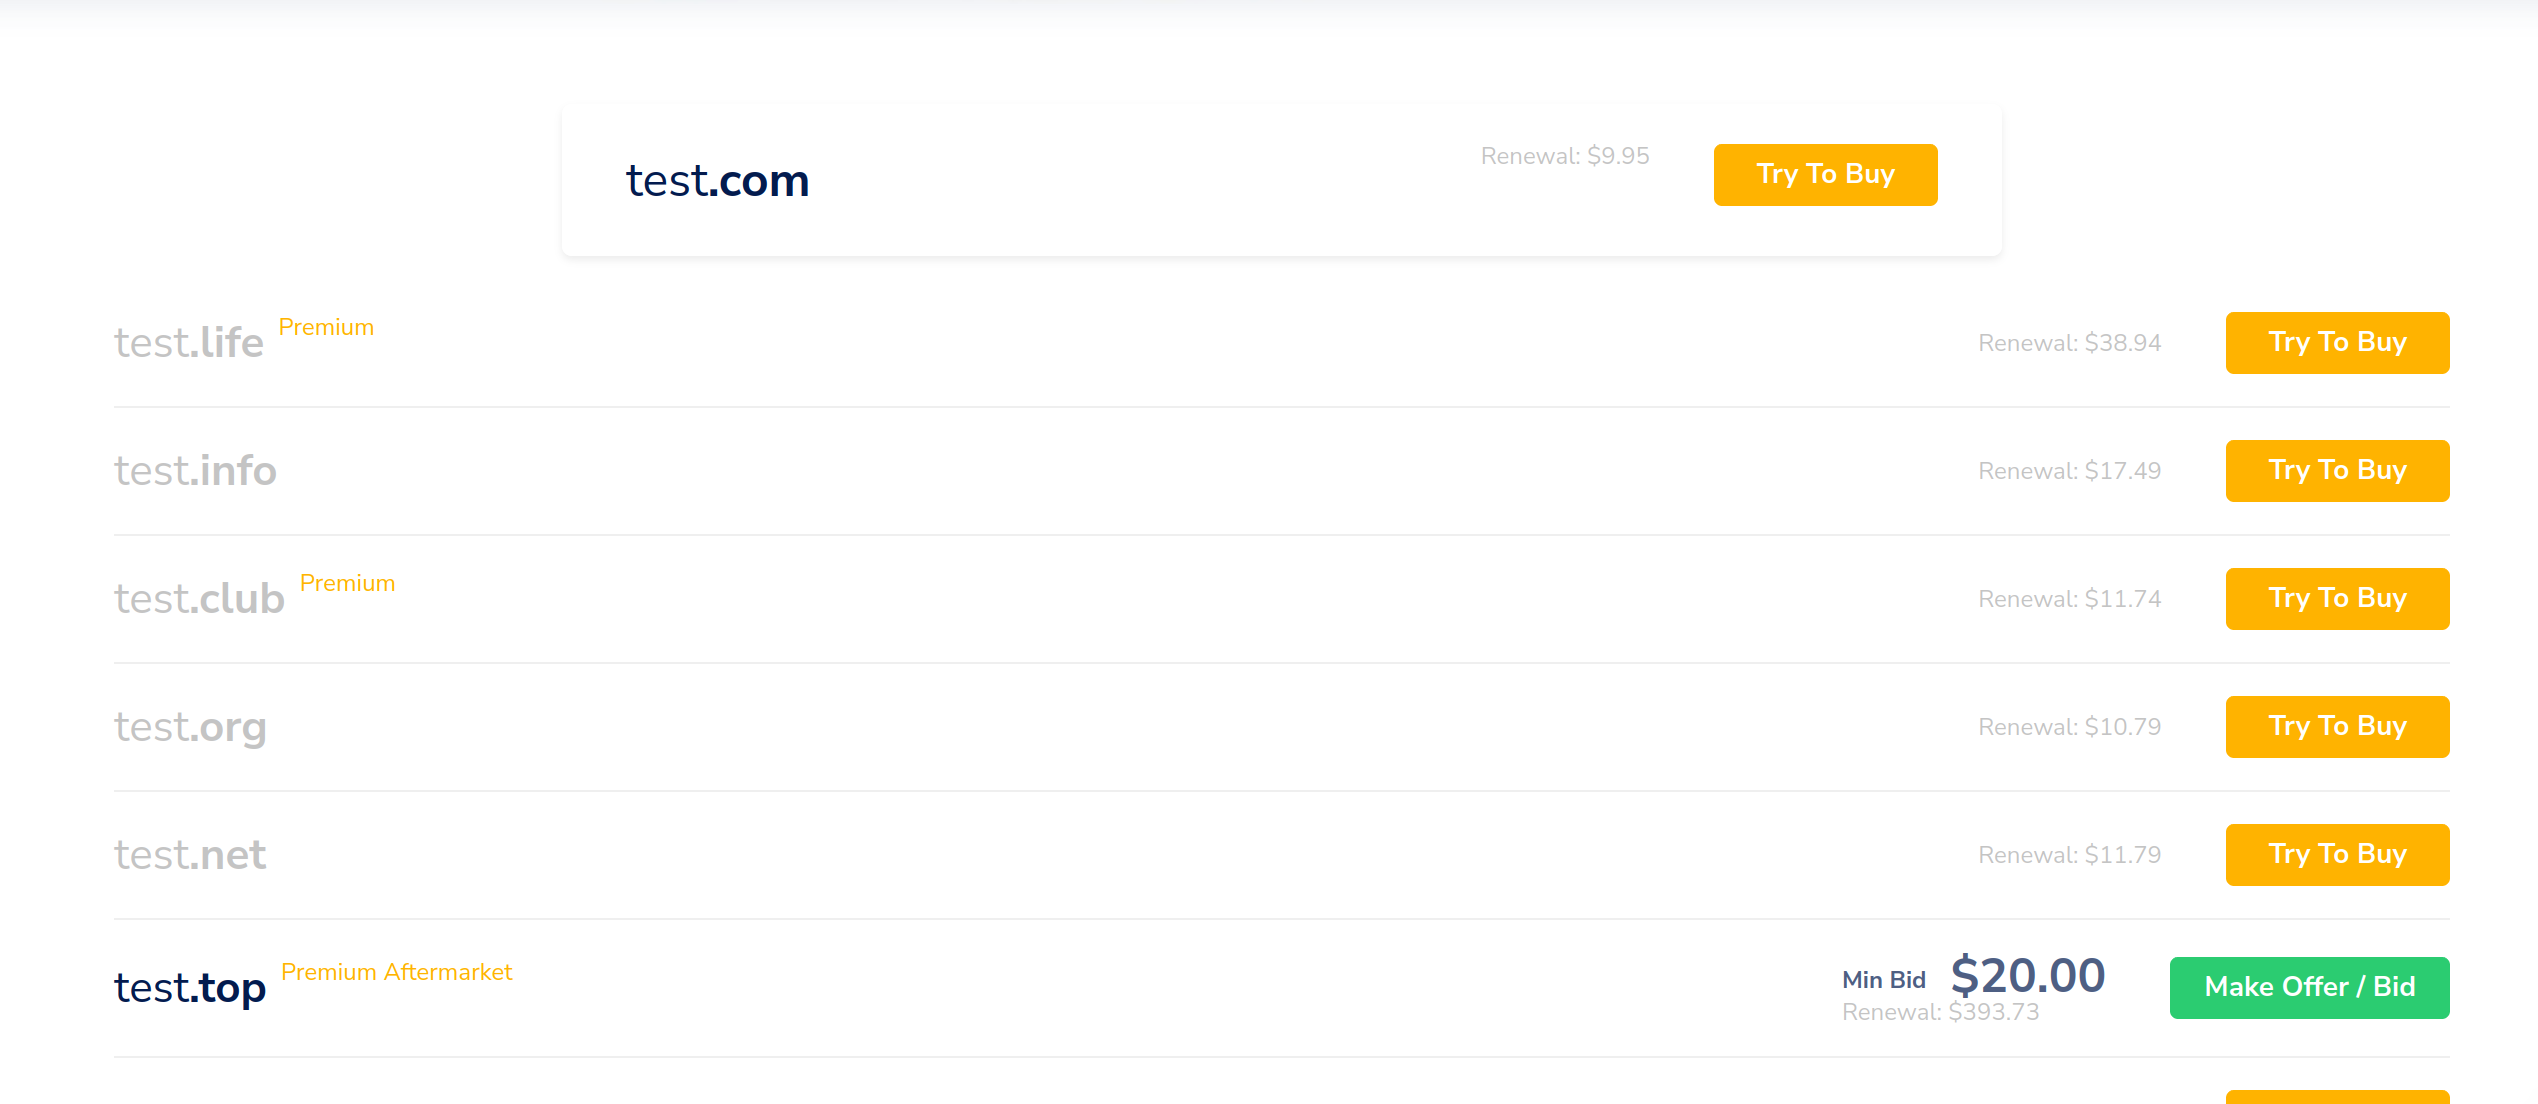 test.com Renewal: $9.95 Try To Buy
test.life Premium Renewal: $38.94 Try To Buy
test.info Renewal: $17.49 Try To Buy
test.club Premium Renewal: $11.74 Try To Buy
test.org Renewal: $10.79 Try To Buy
test.net Renewal: $11.79 Try To Buy
test.top Premium Aftermarket Min Bid $20.00 Make Offer / Bid
Renewal: $393.73